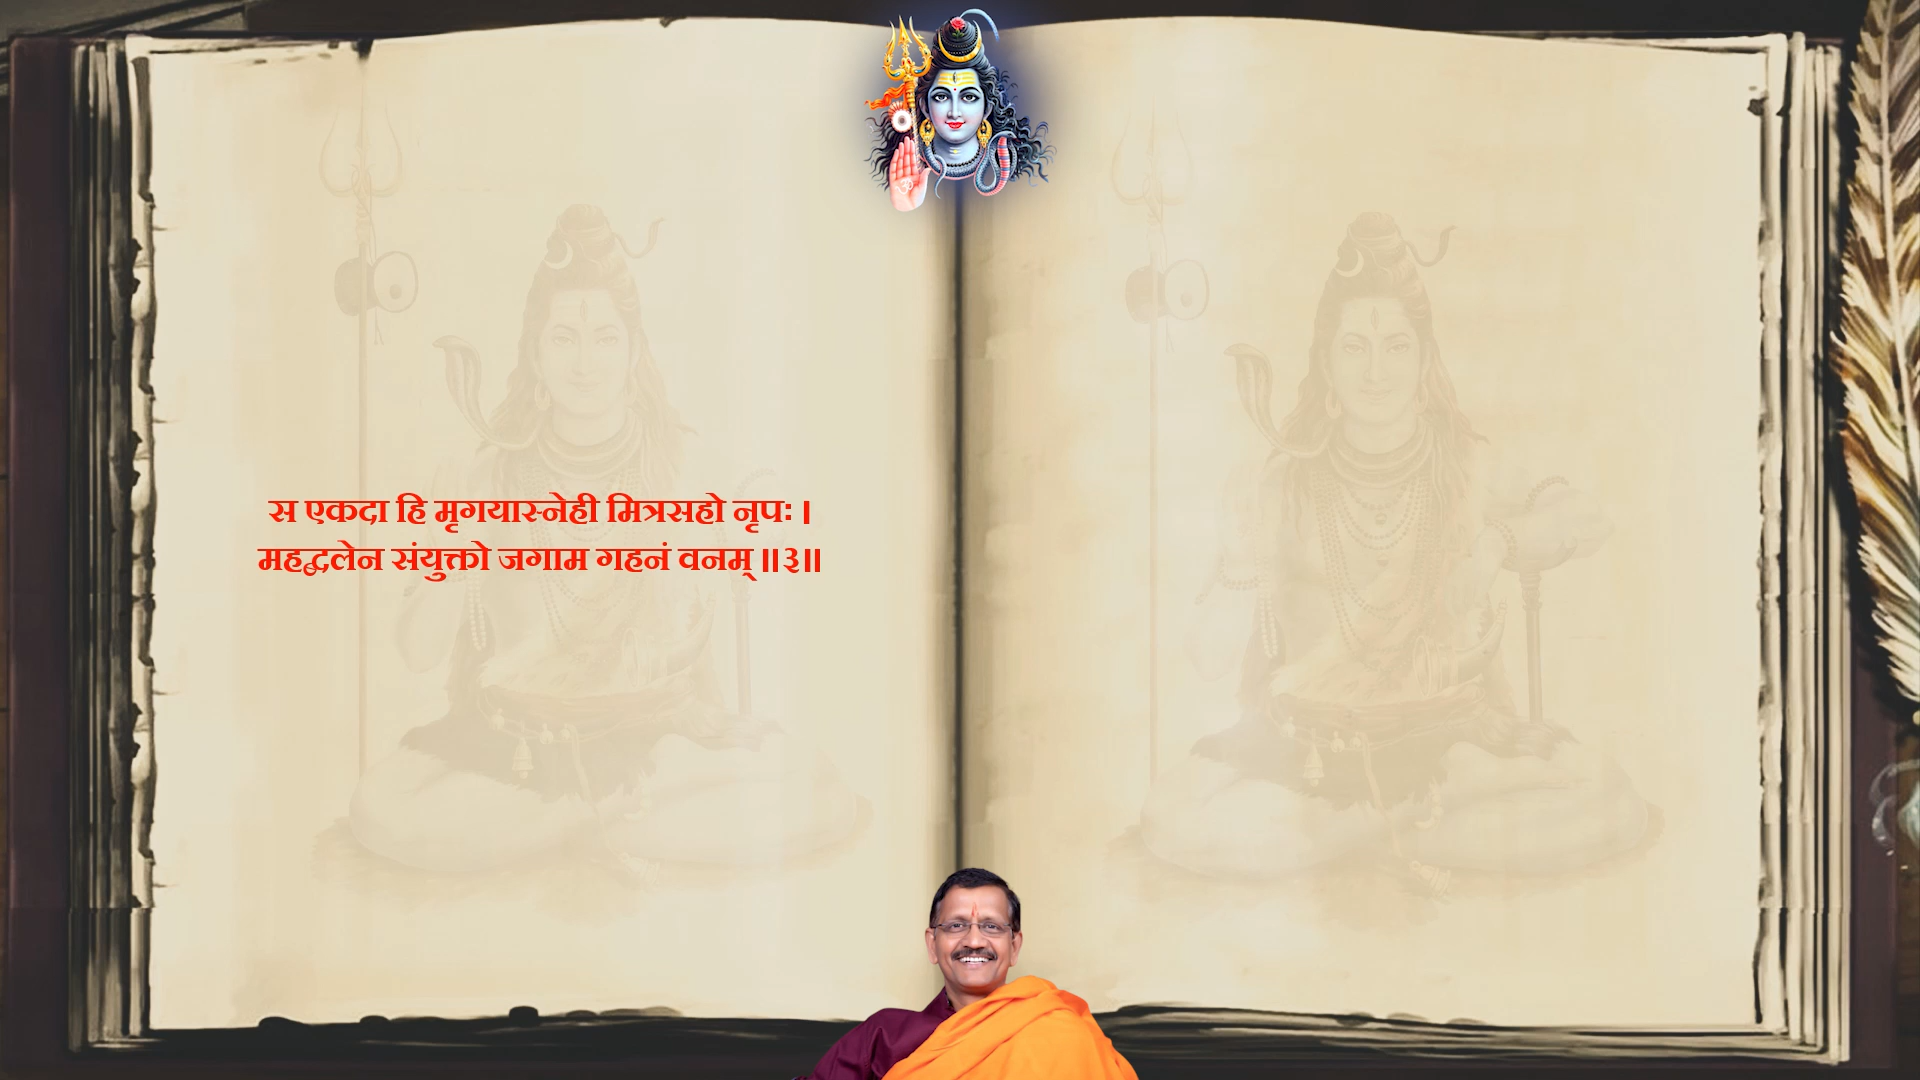 स एकदा हि मृगयास्नेही मित्रसहो नृपः ।
महद्बलेन संयुक्तो जगाम गहनं वनम् ॥३॥